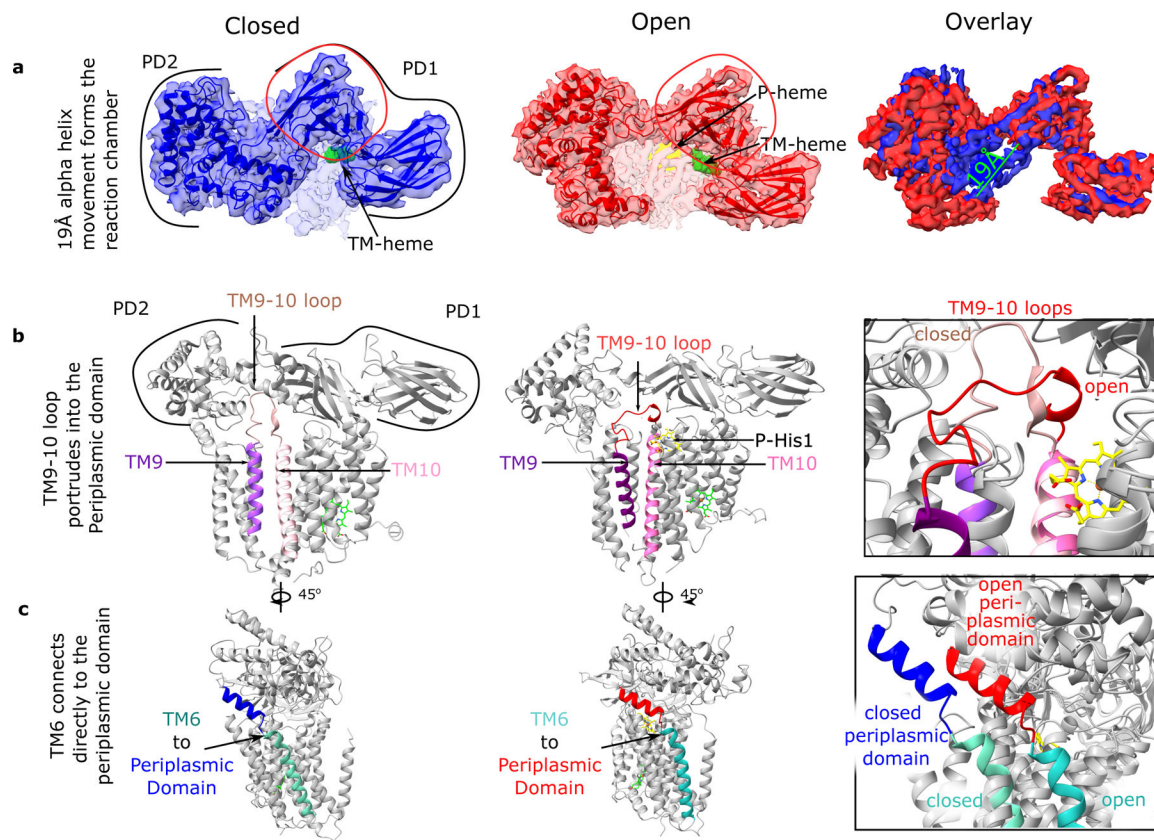 Closed
Open
Overlay
a
19Å alpha helix
movement forms the
reaction chamber
PD2
PD1
TM-heme
P-heme
TM-heme
19Å
b
TM9-10 loop
portrudes into the
Periplasmic domain
PD2
TM9-10 loop
PD1
TM9
TM10
TM9-10 loop
P-His1
TM9
TM10
TM9-10 loops
closed
open
45°
45°
c
TM6 connects
directly to the
periplasmic domain
TM6
to
Periplasmic
Domain
TM6
to
Periplasmic
Domain
open
peri-
plasmic
domain
closed
periplasmic
domain
closed
open